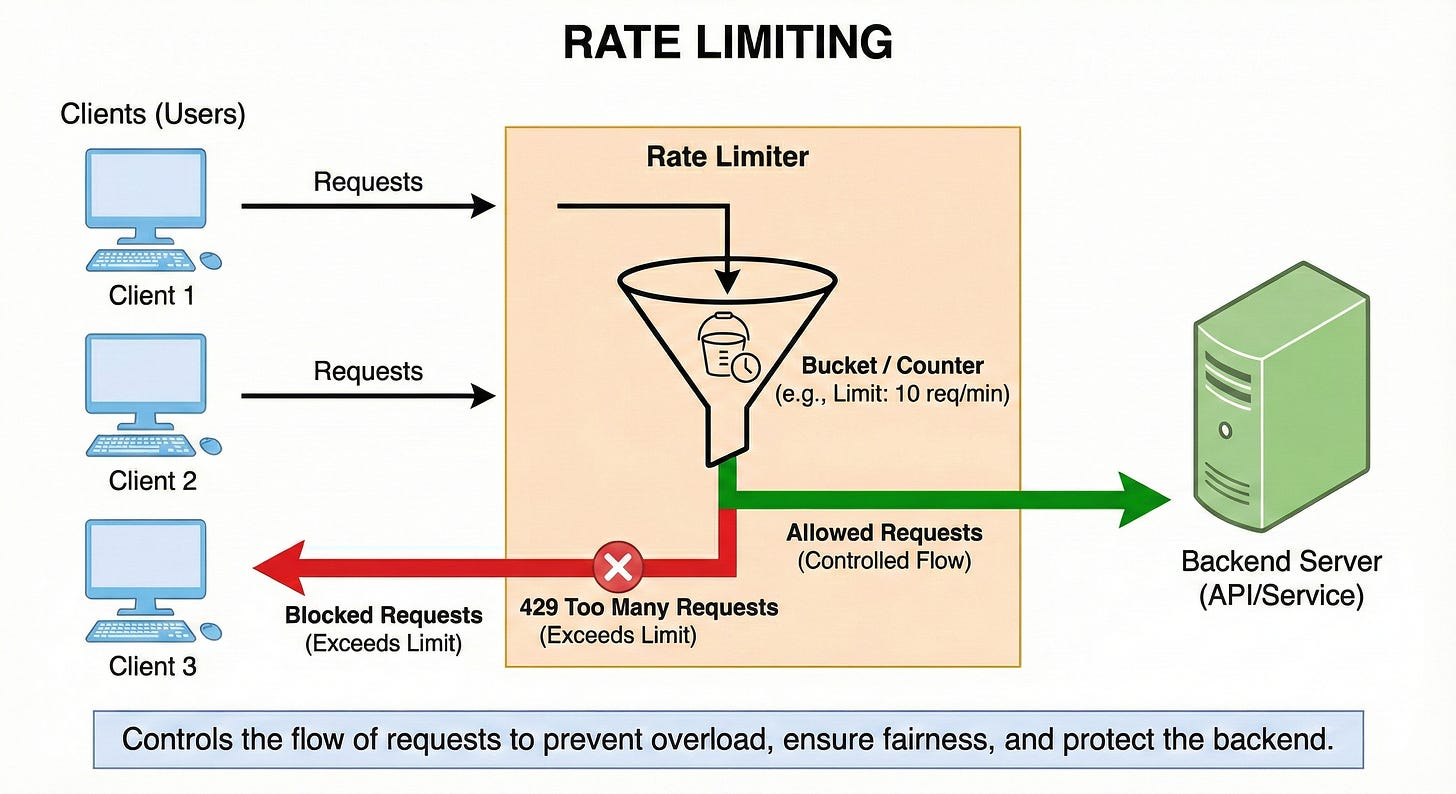 RATE LIMITING
Clients (Users)
Requests
Client 1
Requests
Client 2
Client 3
Rate Limiter
Bucket / Counter
(e.g., Limit: 10 req/min)
Allowed Requests
(Controlled Flow)
Blocked Requests
(Exceeds Limit)
429 Too Many Requests
(Exceeds Limit)
Backend Server
(API/Service)
Controls the flow of requests to prevent overload, ensure fairness, and protect the backend.